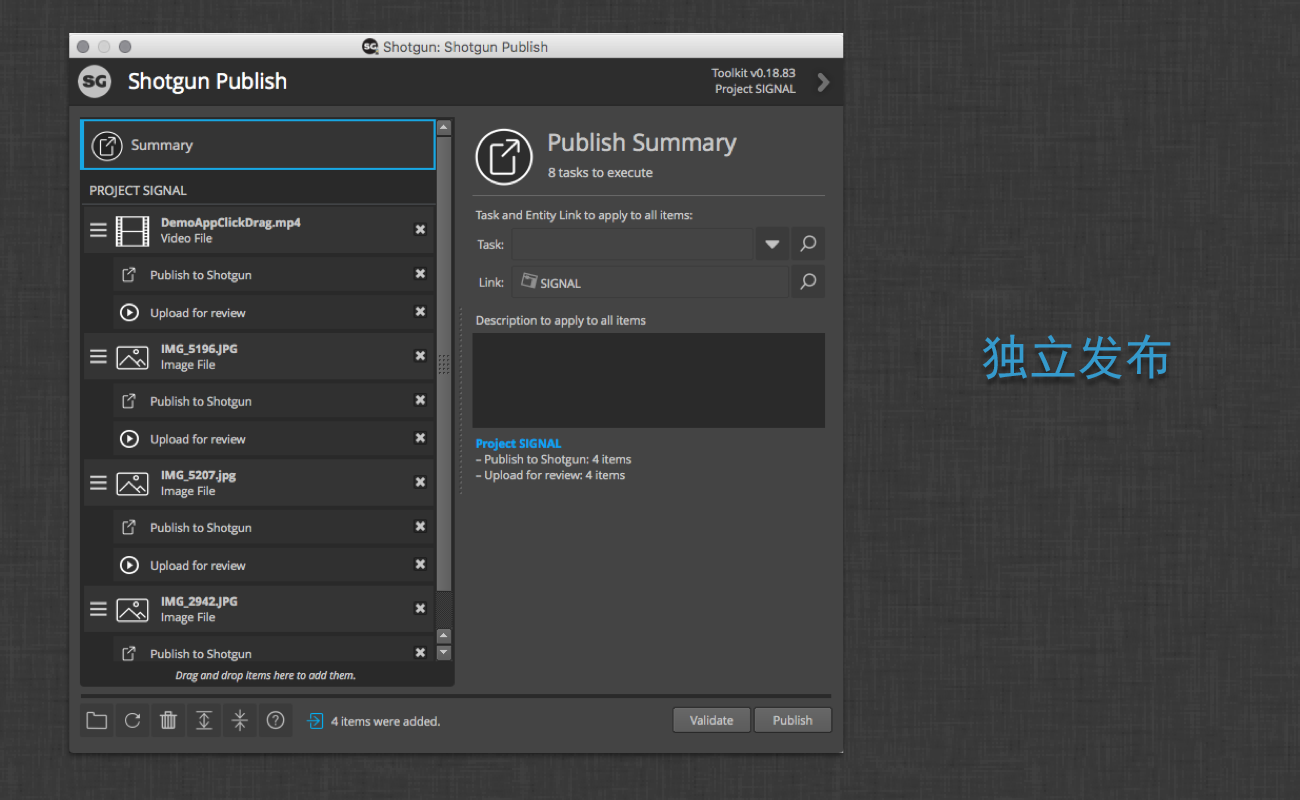 SG Shotgun: Shotgun Publish
SG Shotgun Publish
Toolkit v0.18.83
Project SIGNAL
Summary
PROJECT SIGNAL
DemoAppClickDrag.mp4
Video File
Publish to Shotgun
Upload for review
IMG_5196.JPG
Image File
Publish to Shotgun
Upload for review
IMG_5207.jpg
Image File
Publish to Shotgun
Upload for review
IMG_2942.JPG
Image File
Publish to Shotgun
Drag and drop items here to add them.
Publish Summary
8 tasks to execute
Task and Entity Link to apply to all items:
Task:
Link: SIGNAL
Description to apply to all items
Project SIGNAL
– Publish to Shotgun: 4 items
– Upload for review: 4 items
4 items were added.
Validate
Publish
独立发布